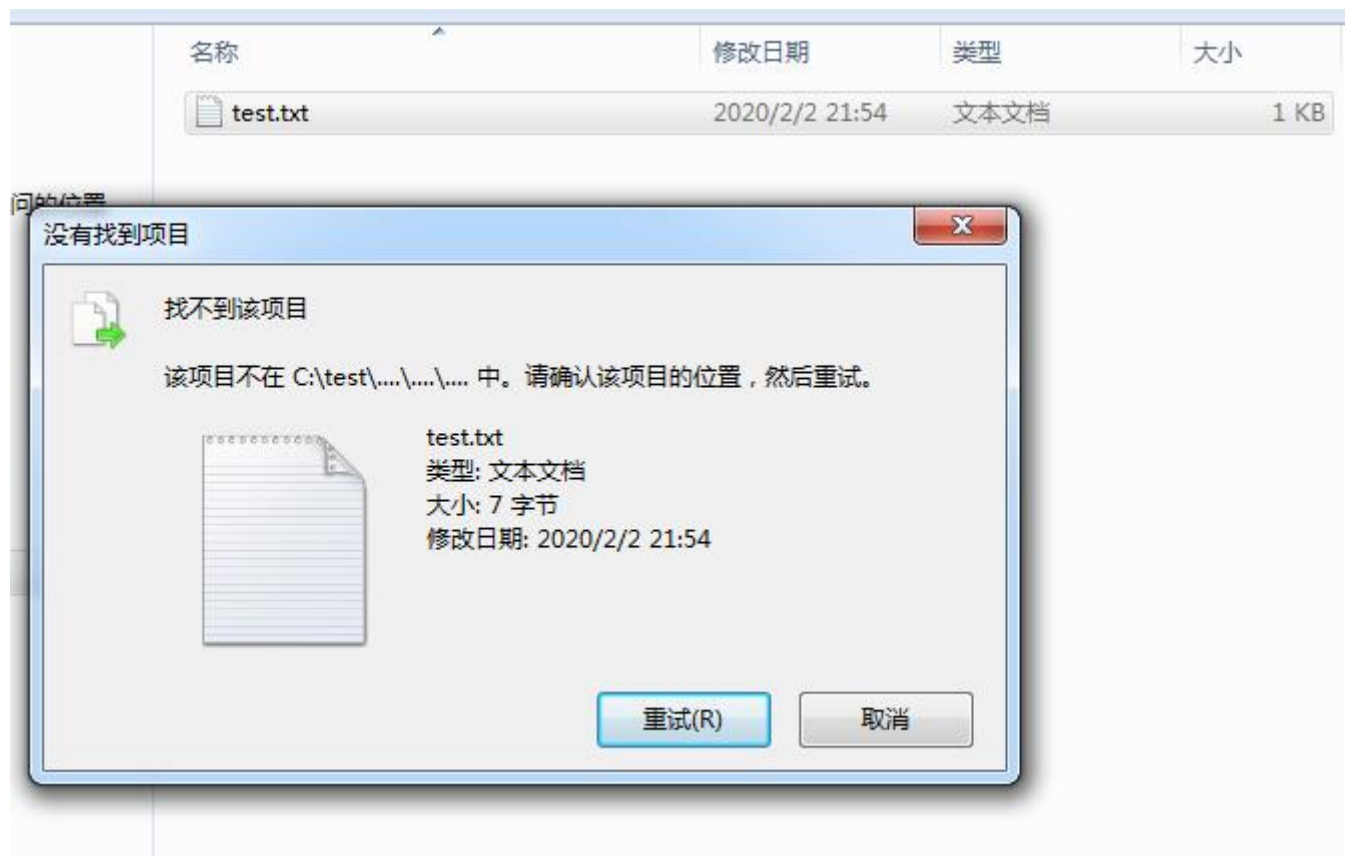 名称 修改日期 类型 大小
test.txt 2020/2/2 21:54 文本文档 1 KB
问的位置
没有找到项目
找不到该项目
该项目不在 C:\test\....\....\.... 中。请确认该项目的位置，然后重试。
test.txt
类型: 文本文档
大小: 7 字节
修改日期: 2020/2/2 21:54
重试(R) 取消